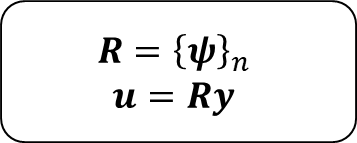 R = {ψ}ₙ
u = Ry